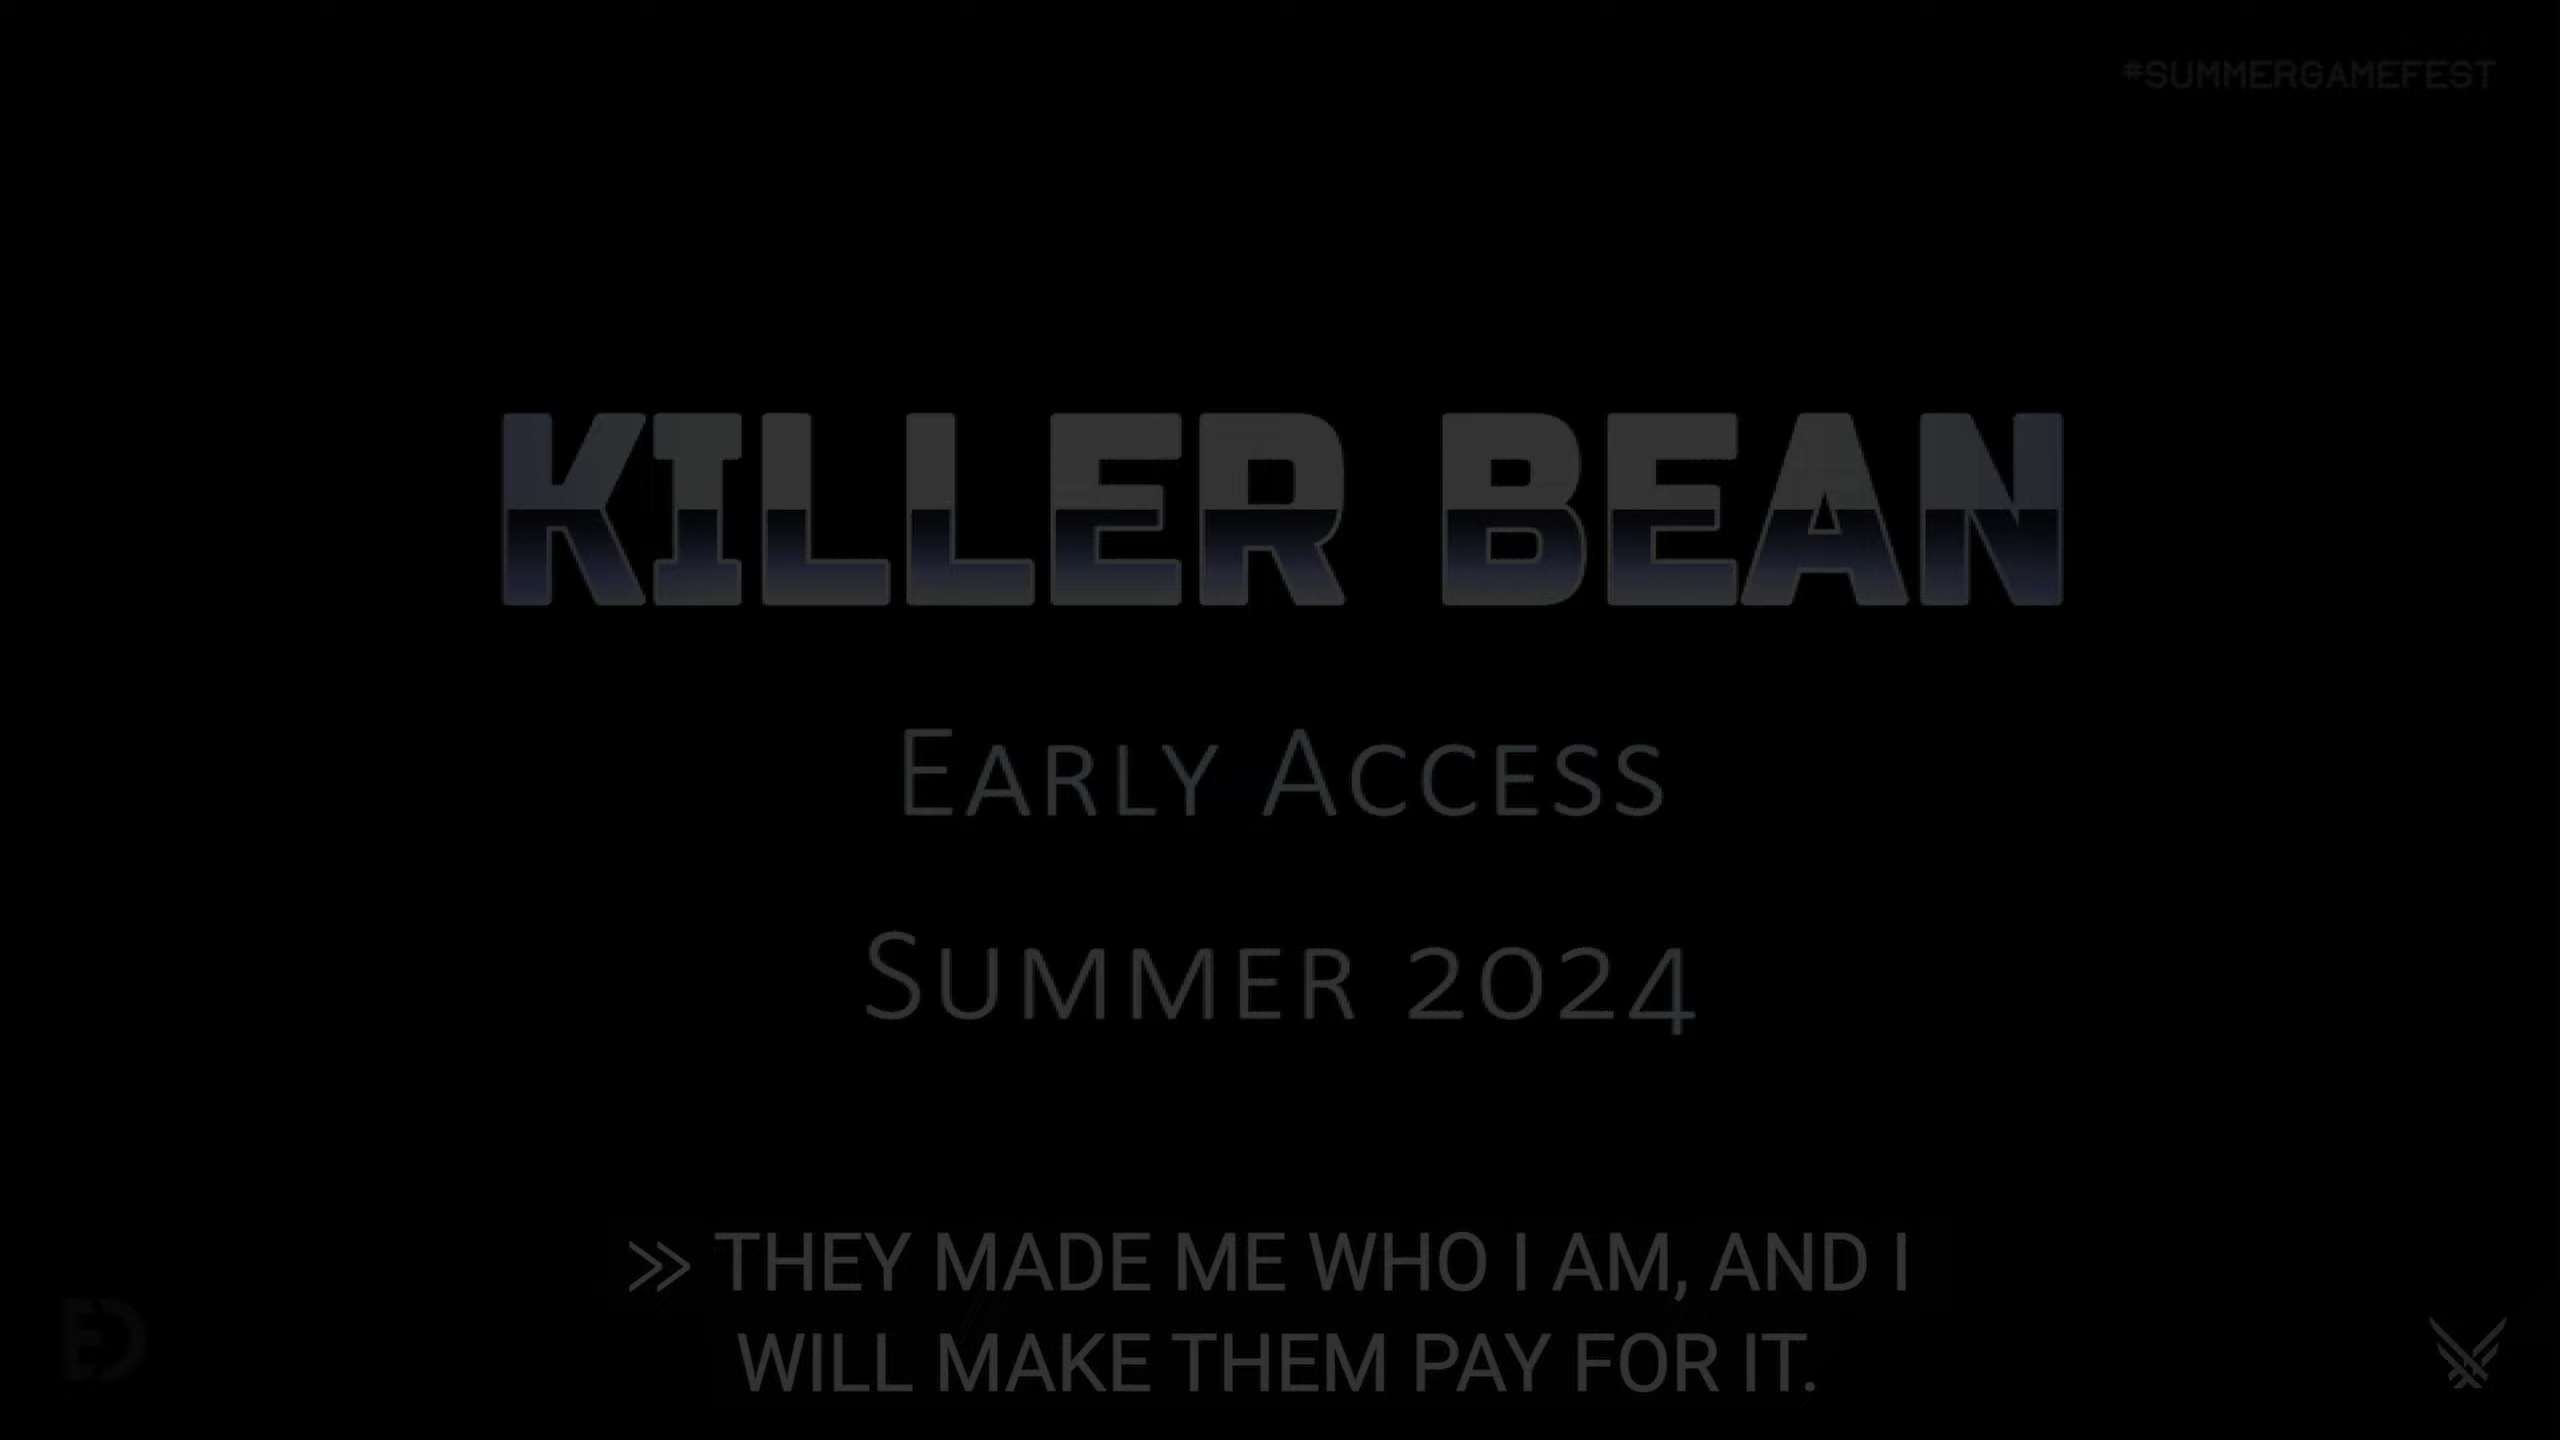 #SUMMERGAMEFEST
KILLER BEAN
EARLY ACCESS
SUMMER 2024
>> THEY MADE ME WHO I AM, AND I
WILL MAKE THEM PAY FOR IT.
ED